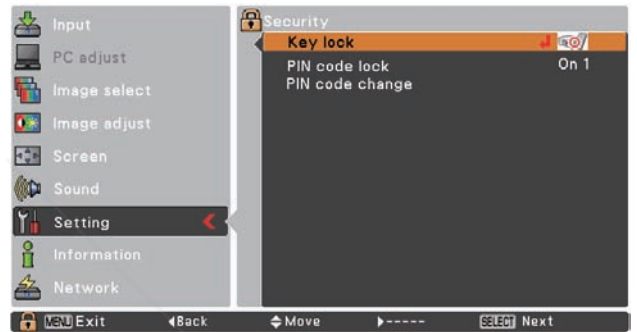 Input
PC adjust
Image select
Image adjust
Screen
Sound
Setting
Information
Network
Security
Key lock
PIN code lock On 1
PIN code change
MENU Exit Back Move ----- SELECT Next